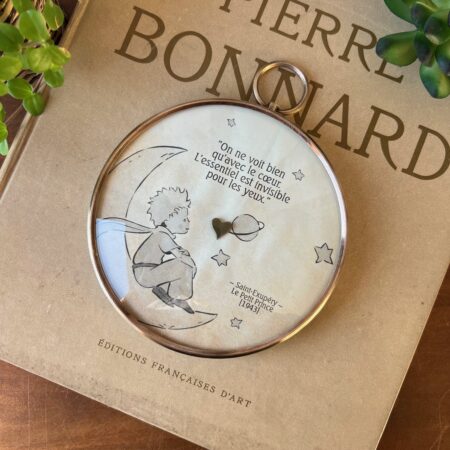 PIERRE
BONNARD
"On ne voit bien
qu'avec le cœur.
L'essentiel est invisible
pour les yeux."
– Saint-Exupéry –
Le Petit Prince
(1943)
ÉDITIONS FRANÇAISES D'ART